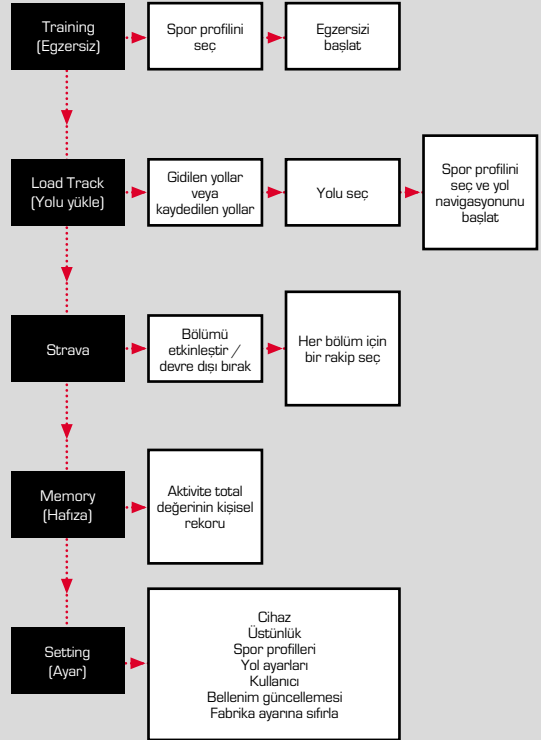 Training
(Egzersiz)
Spor profilini
seç
Egzersizi
başlat
Load Track
(Yolu yükle)
Gidilen yollar
veya
kaydedilen yollar
Yolu seç
Spor profilini
seç ve yol
navigasyonunu
başlat
Strava
Bölümü
etkinleştir /
devre dışı bırak
Her bölüm için
bir rakip seç
Memory
(Hafıza)
Aktivite total
değerinin kişisel
rekoru
Setting
(Ayar)
Cihaz
Üstünlük
Spor profilleri
Yol ayarları
Kullanıcı
Bellenim güncellemesi
Fabrika ayarına sıfırla